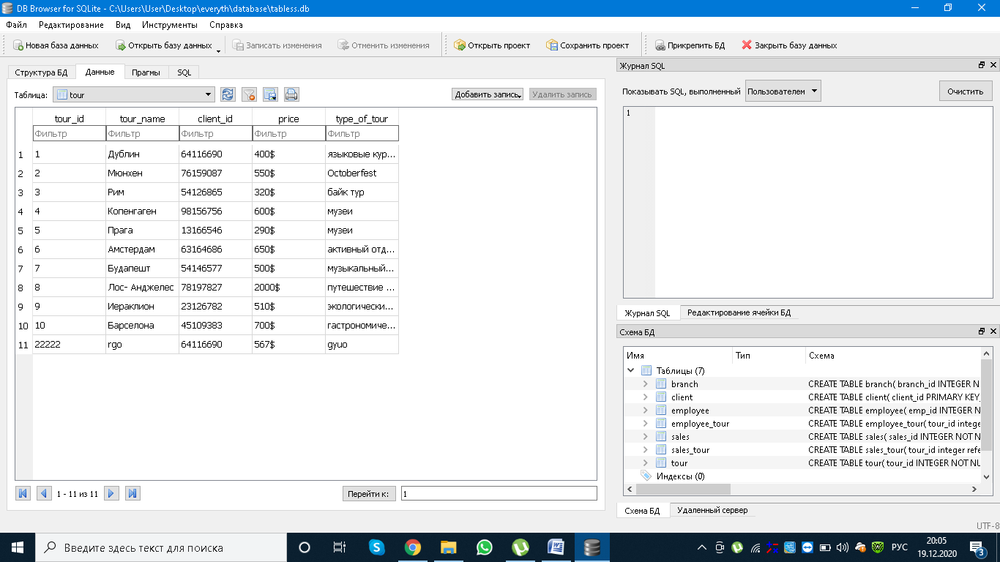 DB Browser for SQLite - C:\Users\User\Desktop\everyth\database\tabless.db
Файл Редактирование Вид Инструменты Справка
Новая база данных Открыть базу данных Записать изменения Отменить изменения Открыть проект Сохранить проект Прикрепить БД Закрыть базу данных
Структура БД Данные Прагмы SQL
Таблица: tour Добавить запись Удалить запись
tour_id tour_name client_id price type_of_tour
Фильтр Фильтр Фильтр Фильтр Фильтр
1 1 Дублин 64116690 400$ языковые кур...
2 2 Мюнхен 76159087 550$ Octoberfest
3 3 Рим 54126865 320$ байк тур
4 4 Копенгаген 98156756 600$ музеи
5 5 Прага 13166546 290$ музеи
6 6 Амстердам 63164686 650$ активный отд...
7 7 Будапешт 54146577 500$ музыкальный...
8 8 Лос- Анджелес 78197827 2000$ путешествие ...
9 9 Иераклион 23126782 510$ экологически...
10 10 Барселона 45109383 700$ гастрономиче...
11 22222 rgo 64116690 567$ gyuo
1 - 11 из 11 Перейти к: 1
Журнал SQL
Показывать SQL, выполненный Пользователем Очистить
1
Журнал SQL Редактирование ячейки БД
Схема БД
Имя Тип Схема
Таблицы (7)
branch CREATE TABLE branch( branch_id INTEGER N
client CREATE TABLE client( client_id PRIMARY KEY,
employee CREATE TABLE employee( emp_id INTEGER N
employee_tour CREATE TABLE employee_tour( tour_id intege
sales CREATE TABLE sales( sales_id INTEGER NOT N
sales_tour CREATE TABLE sales_tour( tour_id integer refe
tour CREATE TABLE tour( tour_id INTEGER NOT NU
Индексы (0)
Схема БД Удаленный сервер
UTF-8
Введите здесь текст для поиска
РУС
20:05
19.12.2020
3